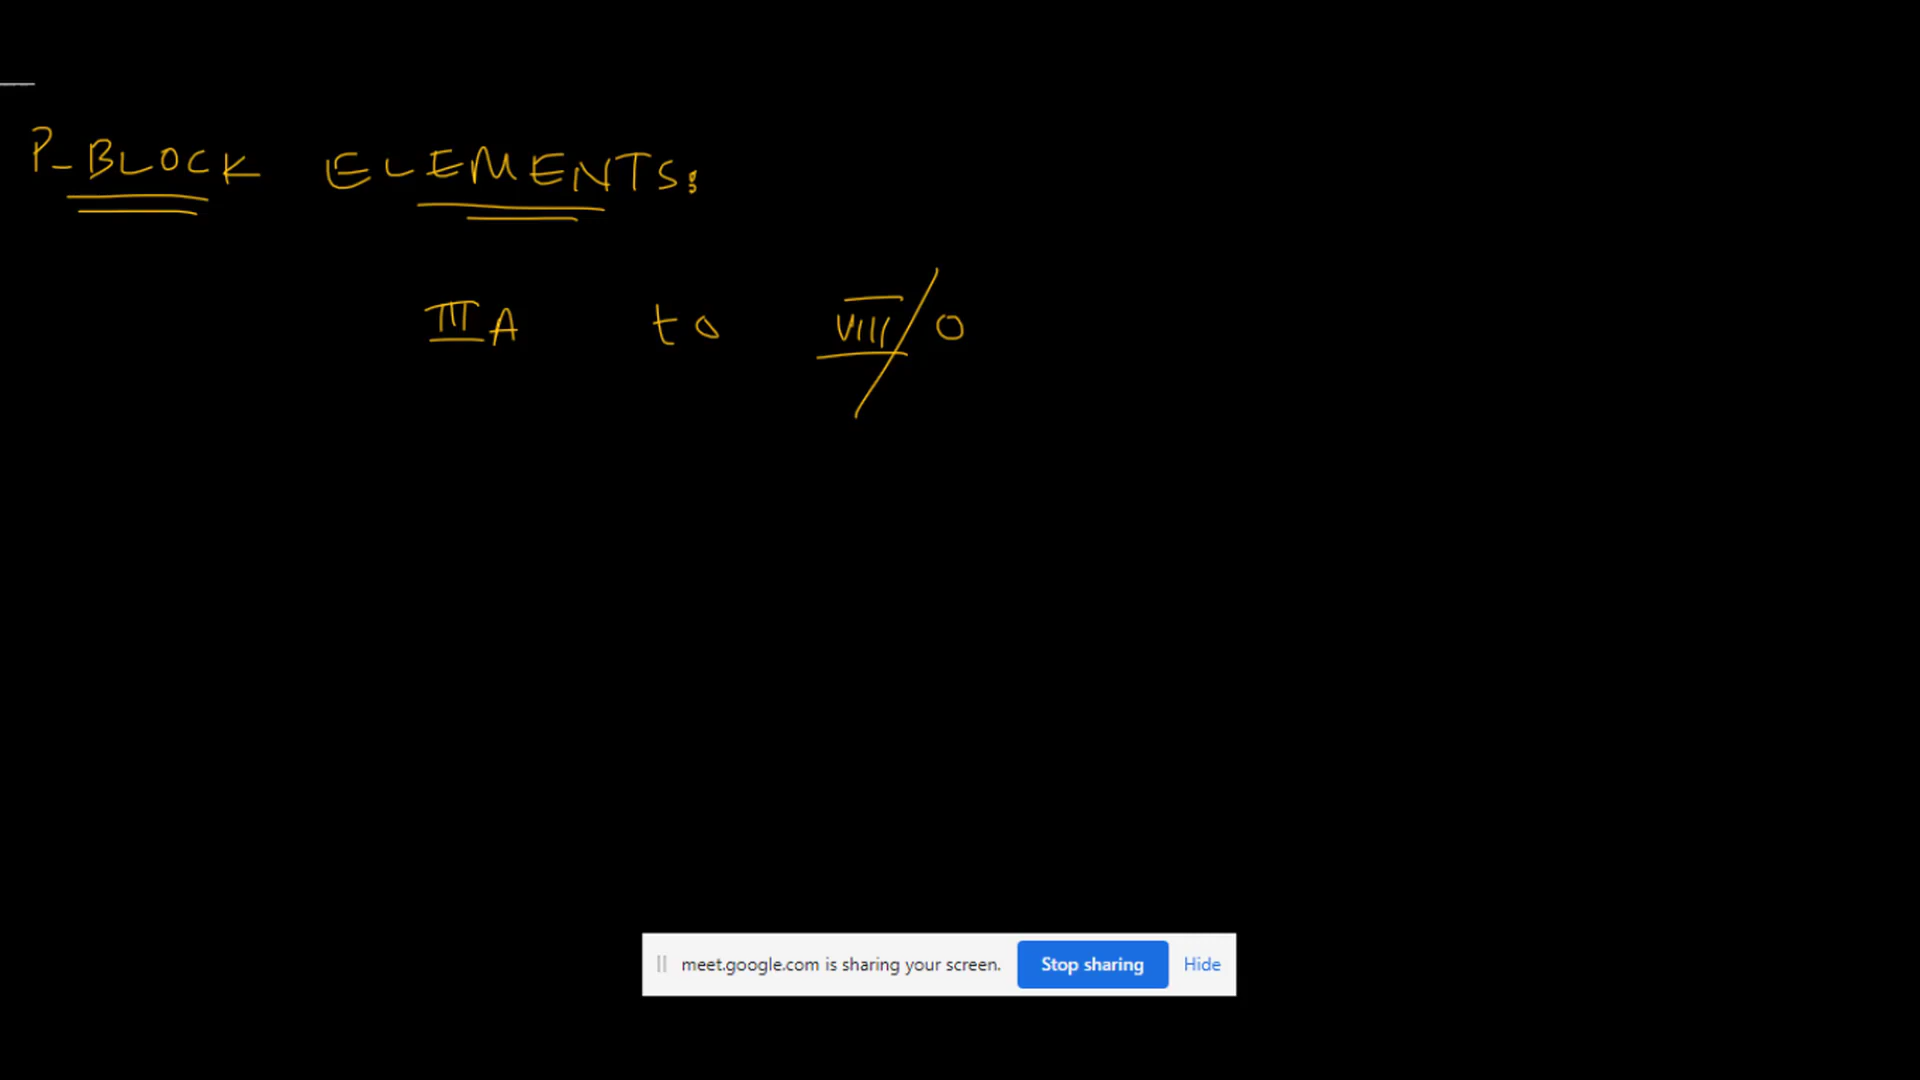 P-BLOCK ELEMENTS:
IIIA to VIII/0
meet.google.com is sharing your screen. Stop sharing Hide